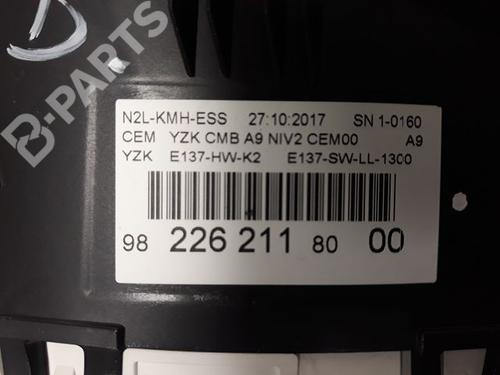 B-PARTS
N2L-KMH-ESS 27:10:2017 SN 1-0160
CEM YZK CMB A9 NIV2 CEM00 A9
YZK E137-HW-K2 E137-SW-LL-1300
98 226 211 80 00